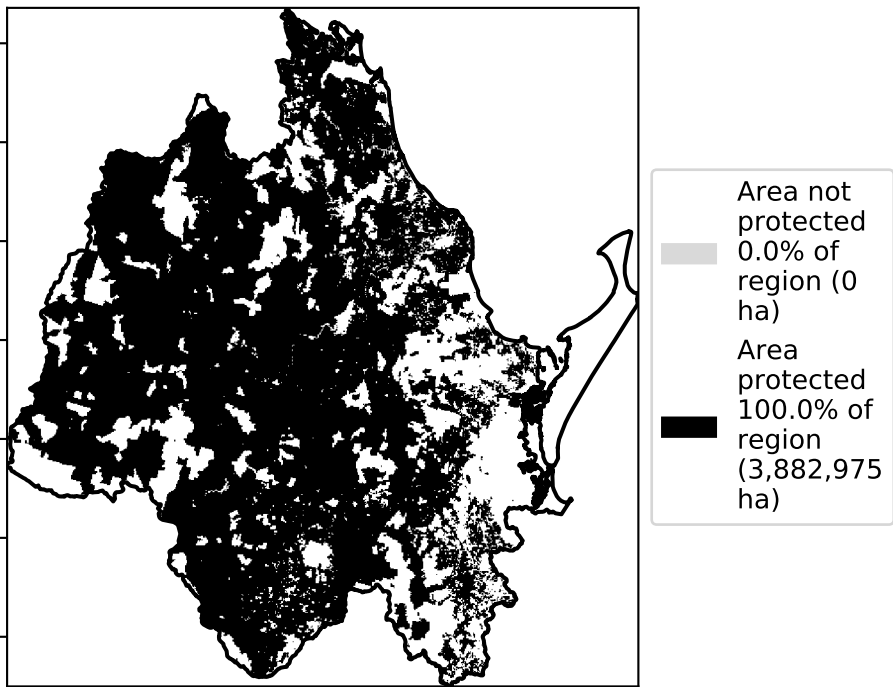 Area not
protected
0.0% of
region (0
ha)
Area
protected
100.0% of
region
(3,882,975
ha)